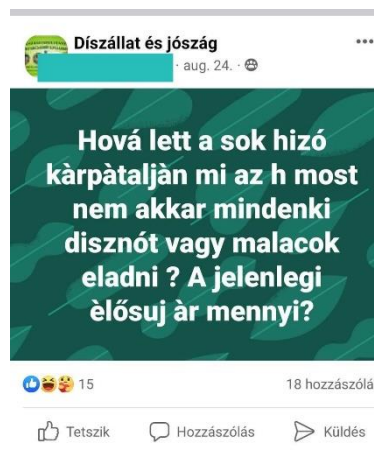 Díszállat és jószág
· aug. 24. ·
Hová lett a sok hizó
kàrpàtaljàn mi az h most
nem akkar mindenki
disznót vagy malacok
eladni ? A jelenlegi
èlősuj àr mennyi?
15
18 hozzászólá
Tetszik
Hozzászólás
Küldés